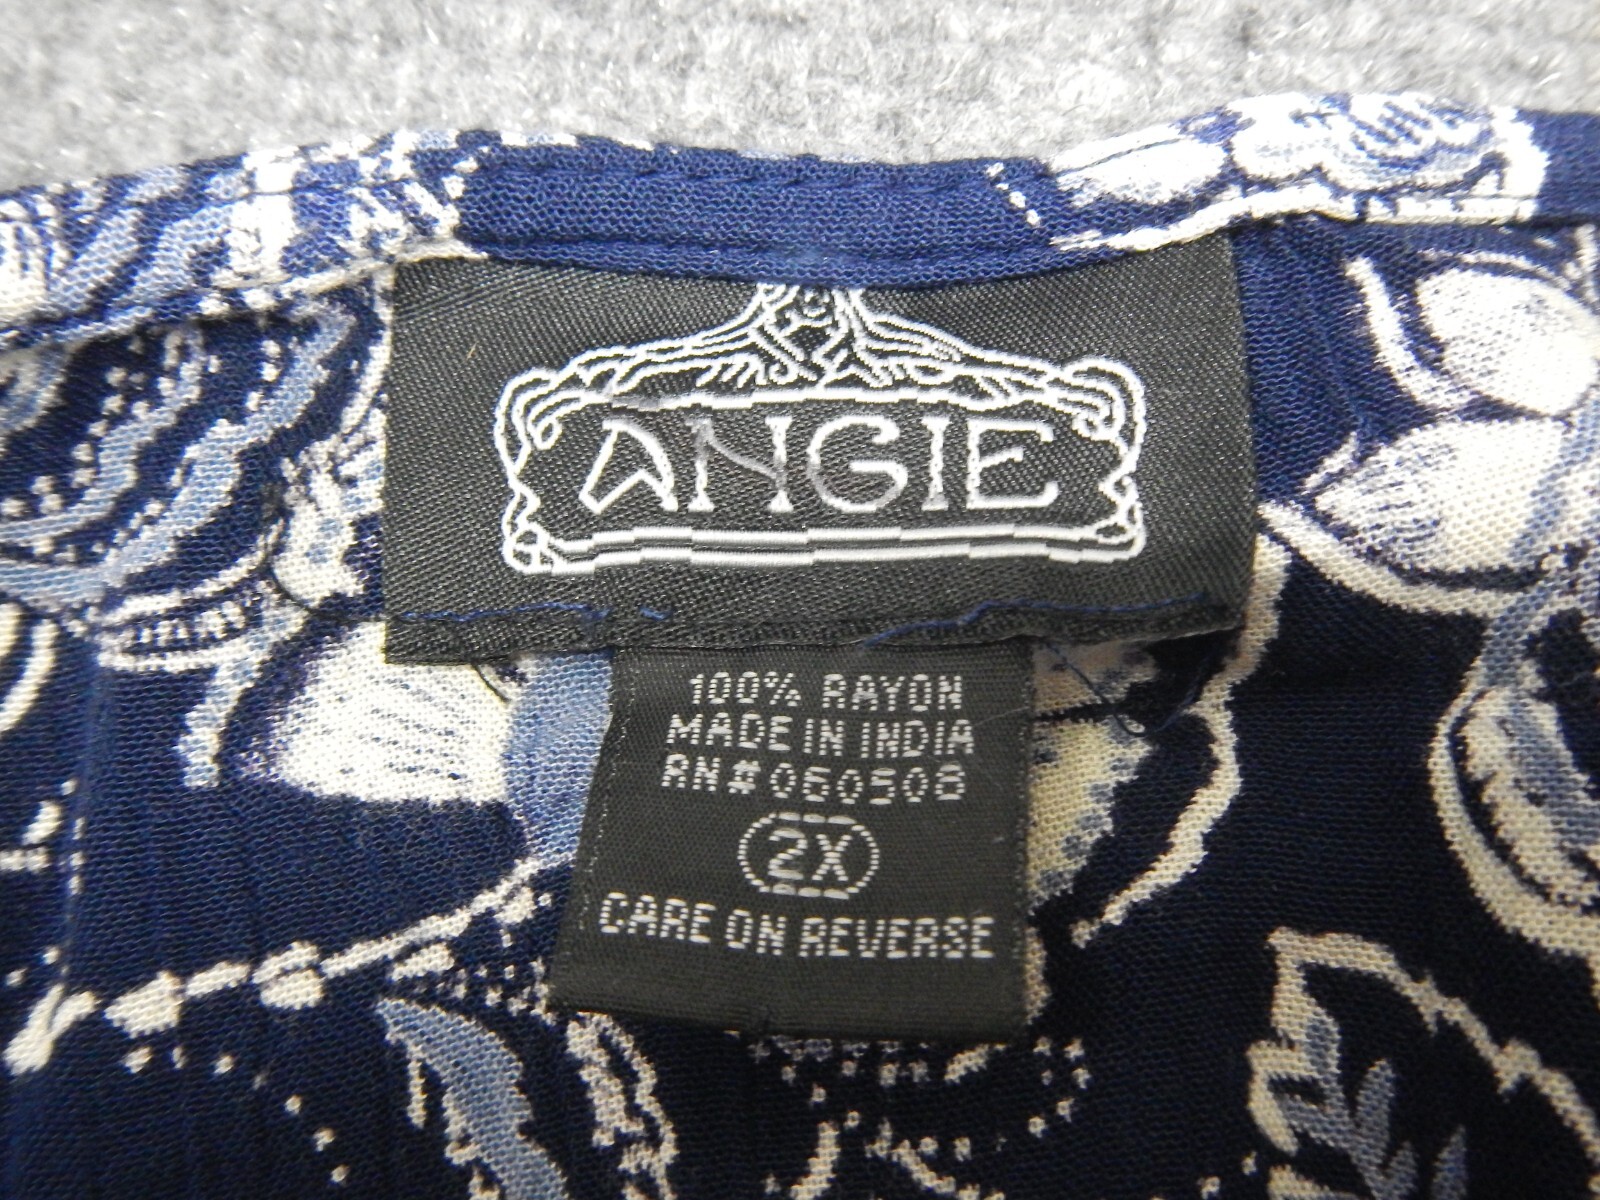 ANGIE
100% RAYON
MADE IN INDIA
RN#060508
2X
CARE ON REVERSE